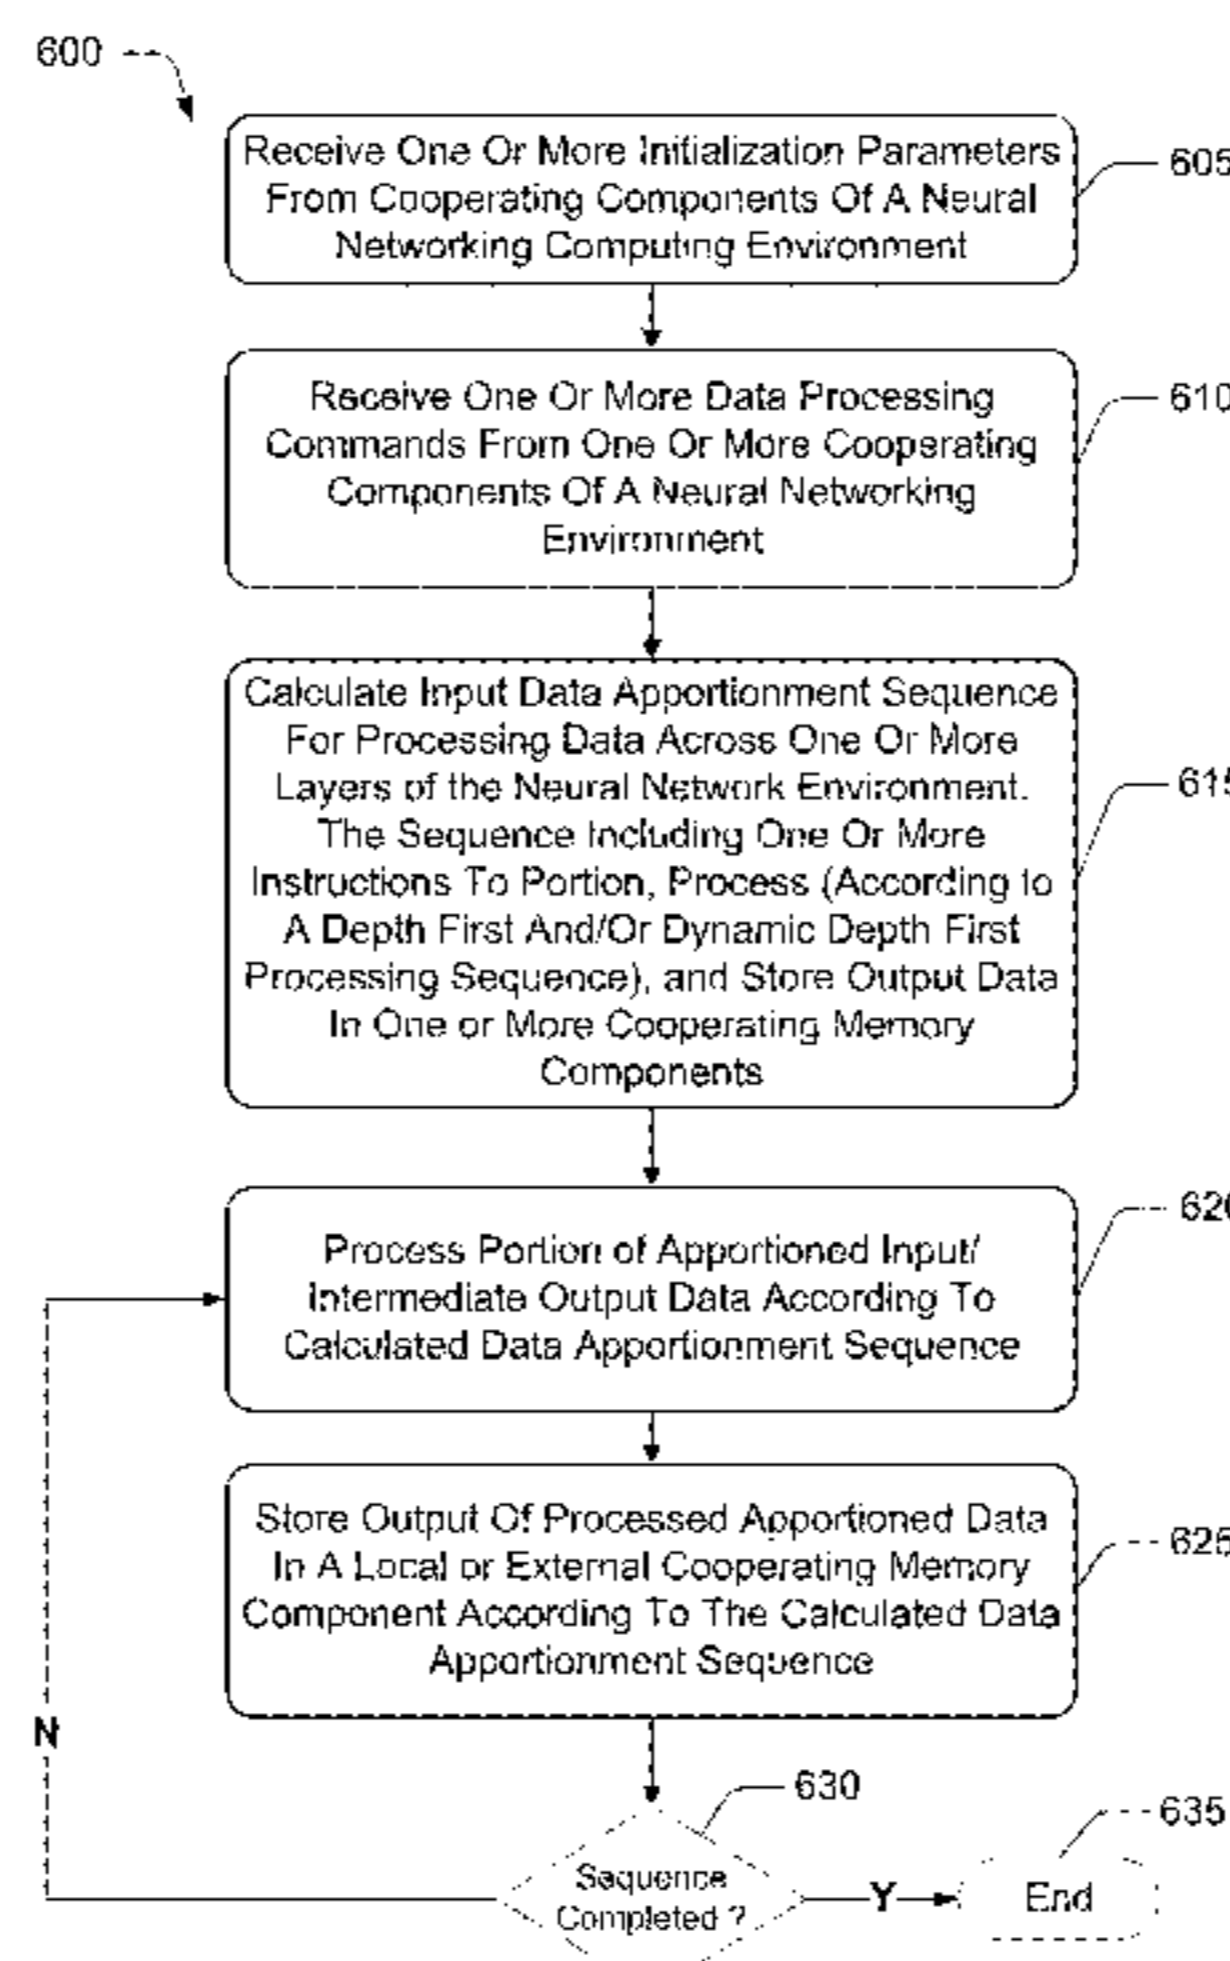 600
Receive One Or More Initialization Parameters
From Cooperating Components Of A Neural
Networking Computing Environment
605
Receive One Or More Data Processing
Commands From One Or More Cooperating
Components Of A Neural Networking
Environment
610
Calculate Input Data Apportionment Sequence
For Processing Data Across One Or More
Layers of the Neural Network Environment.
The Sequence Including One Or More
Instructions To Portion, Process (According to
A Depth First And/Or Dynamic Depth First
Processing Sequence), and Store Output Data
In One or More Cooperating Memory
Components
615
Process Portion of Apportioned Input/
Intermediate Output Data According To
Calculated Data Apportionment Sequence
620
Store Output Of Processed Apportioned Data
In A Local or External Cooperating Memory
Component According To The Calculated Data
Apportionment Sequence
625
N
630
Sequence
Completed ?
Y
635
End